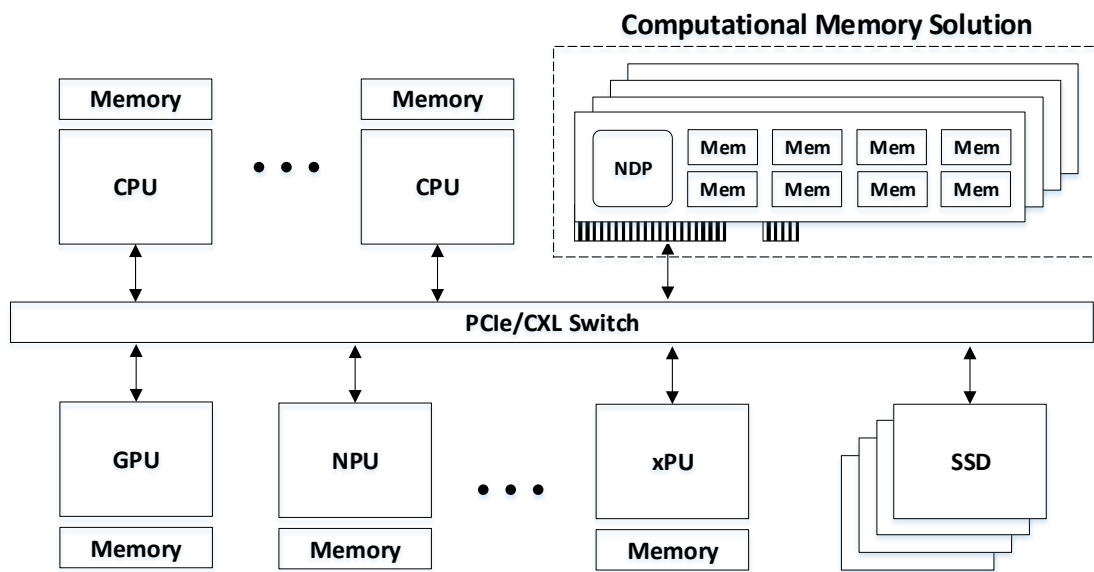 Computational Memory Solution
Memory
Memory
CPU
• • •
CPU
NDP
Mem
Mem
Mem
Mem
Mem
Mem
Mem
Mem
PCIe/CXL Switch
GPU
NPU
• • •
xPU
SSD
Memory
Memory
Memory